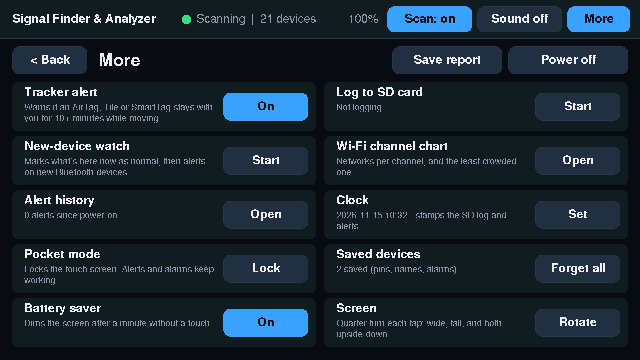 Signal Finder & Analyzer
Scanning | 21 devices
100%
Scan: on
Sound off
More
< Back
More
Save report
Power off
Tracker alert
Warns if an AirTag, Tile or SmartTag stays with
you for 10+ minutes while moving
On
Log to SD card
Not logging
Start
New-device watch
Marks what's here now as normal, then alerts
on new Bluetooth devices
Start
Wi-Fi channel chart
Networks per channel, and the least crowded
one
Open
Alert history
0 alerts since power-on
Open
Clock
2026-11-15 10:32 - stamps the SD log and
alerts
Set
Pocket mode
Locks the touch screen. Alerts and alarms keep
working
Lock
Saved devices
2 saved (pins, names, alarms)
Forget all
Battery saver
Dims the screen after a minute without a touch
On
Screen
Quarter turn each tap: wide, tall, and both
upside down
Rotate